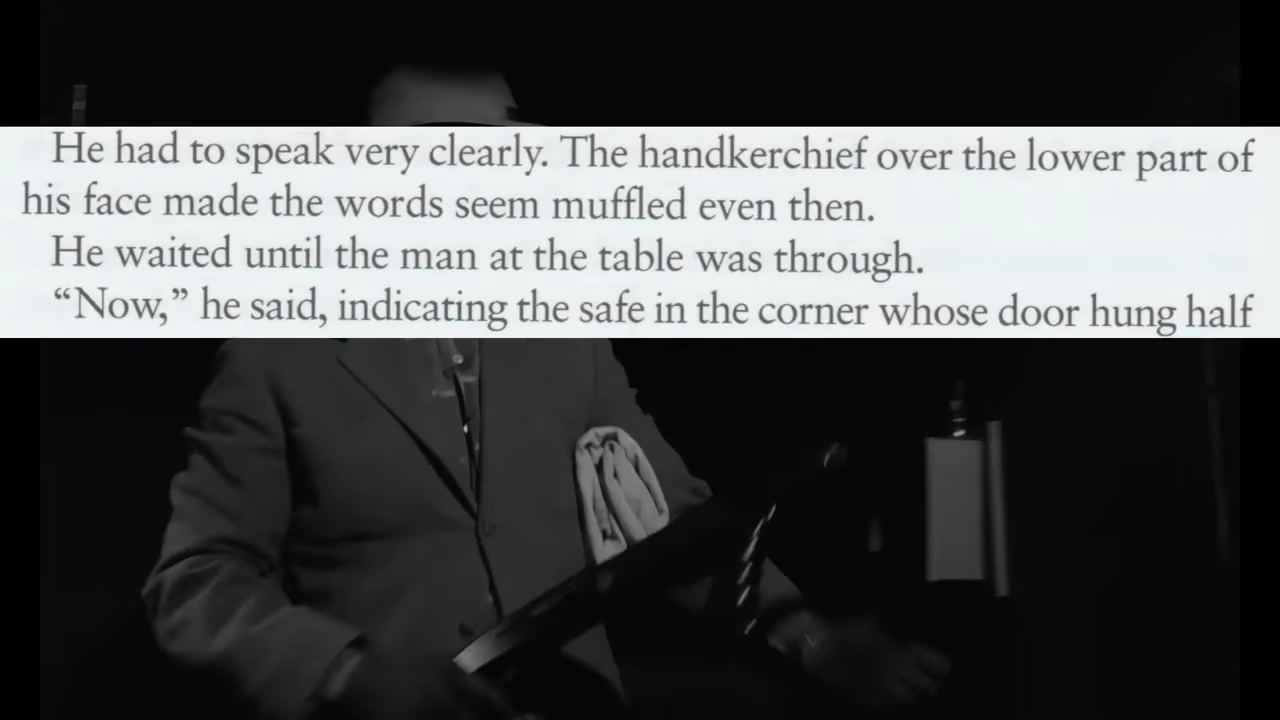 He had to speak very clearly. The handkerchief over the lower part of
his face made the words seem muffled even then.
He waited until the man at the table was through.
“Now,” he said, indicating the safe in the corner whose door hung half